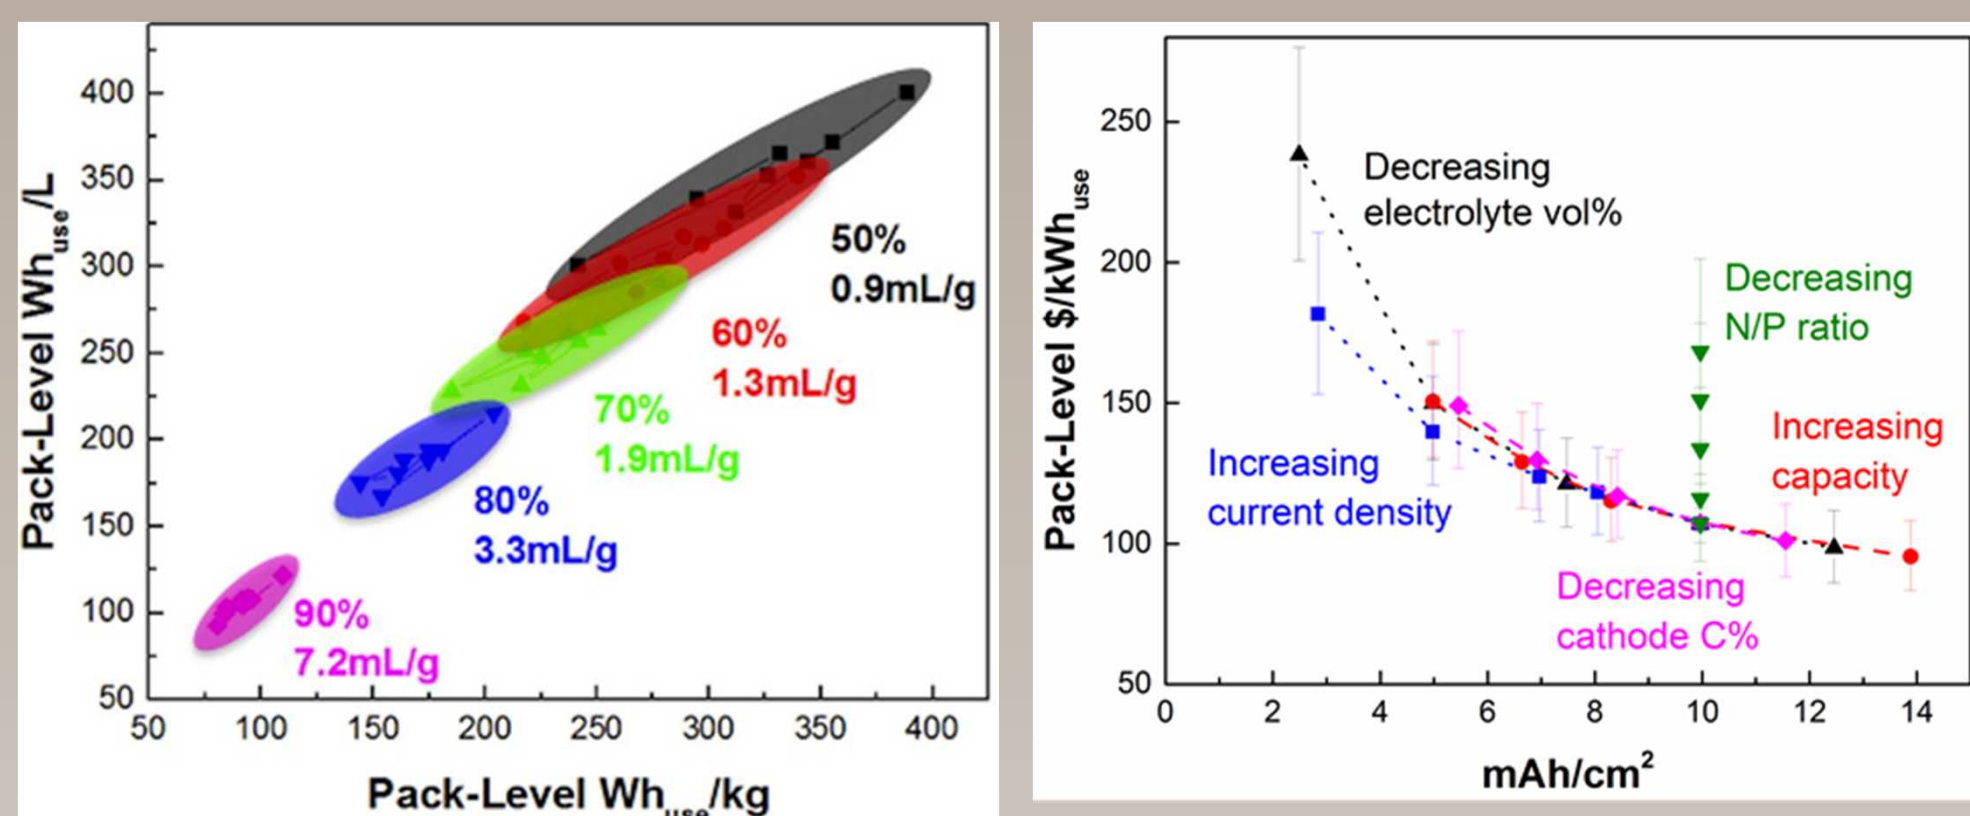 Pack-Level Wh_use/L
400
350
300
250
200
150
100
50
50%
0.9mL/g
60%
1.3mL/g
70%
1.9mL/g
80%
3.3mL/g
90%
7.2mL/g
50 100 150 200 250 300 350 400
Pack-Level Wh_use/kg
Pack-Level $/kWh_use
250
200
150
100
50
Decreasing
electrolyte vol%
Decreasing
N/P ratio
Increasing
capacity
Increasing
current density
Decreasing
cathode C%
0 2 4 6 8 10 12 14
mAh/cm²